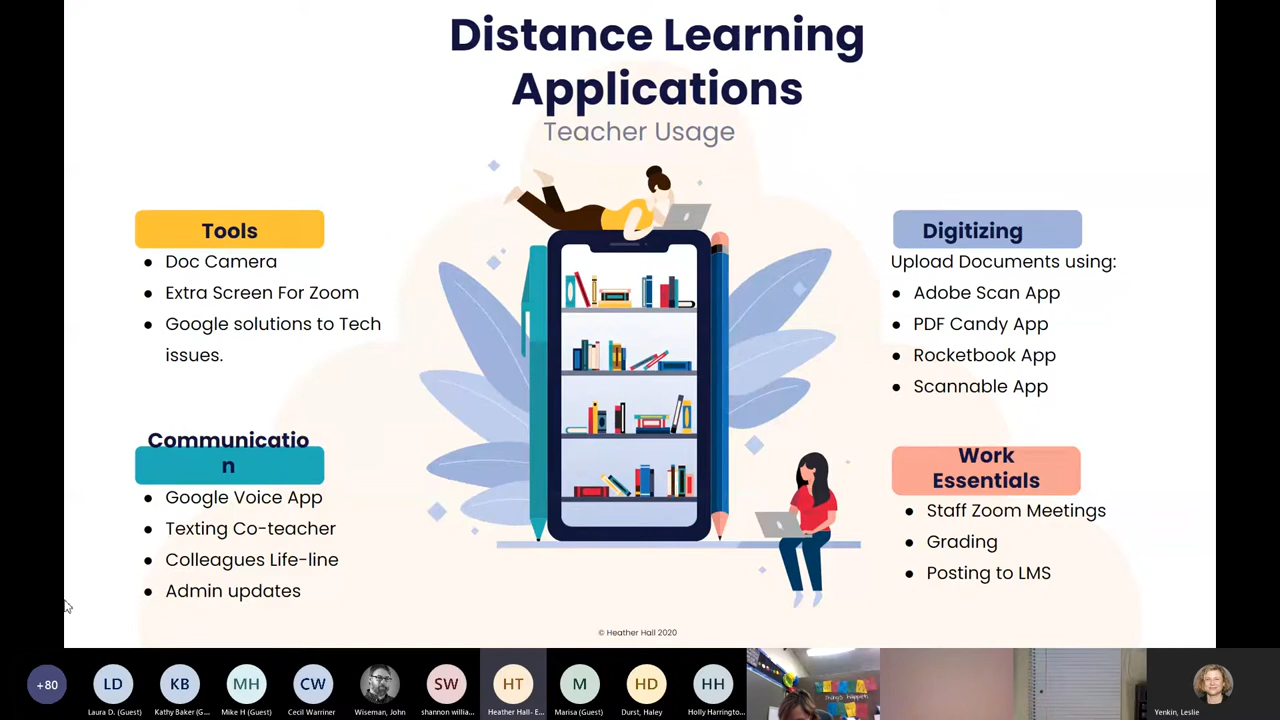 Distance Learning
Applications
Teacher Usage
Tools
● Doc Camera
● Extra Screen For Zoom
● Google solutions to Tech
issues.
Communicatio
n
● Google Voice App
● Texting Co-teacher
● Colleagues Life-line
● Admin updates
Digitizing
Upload Documents using:
● Adobe Scan App
● PDF Candy App
● Rocketbook App
● Scannable App
Work
Essentials
● Staff Zoom Meetings
● Grading
● Posting to LMS
© Heather Hall 2020
+80
LD
KB
MH
CW
SW
HT
M
HD
HH
Laura D. (Guest)
Kathy Baker (G...
Mike H (Guest)
Cecil Warriner
Wiseman, John
shannon willia...
Heather Hall- E...
Marisa (Guest)
Durst, Haley
Holly Harringto...
Yenkin, Leslie